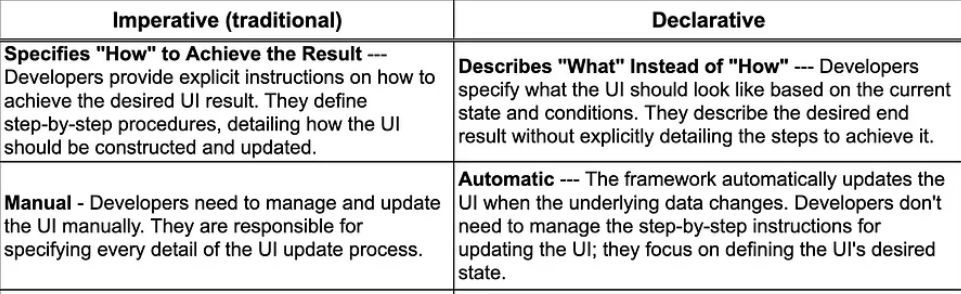 Imperative (traditional)
Declarative
Specifies "How" to Achieve the Result ---
Developers provide explicit instructions on how to
achieve the desired UI result. They define
step-by-step procedures, detailing how the UI
should be constructed and updated.
Describes "What" Instead of "How" --- Developers
specify what the UI should look like based on the current
state and conditions. They describe the desired end
result without explicitly detailing the steps to achieve it.
Manual - Developers need to manage and update
the UI manually. They are responsible for
specifying every detail of the UI update process.
Automatic --- The framework automatically updates the
UI when the underlying data changes. Developers don't
need to manage the step-by-step instructions for
updating the UI; they focus on defining the UI's desired
state.